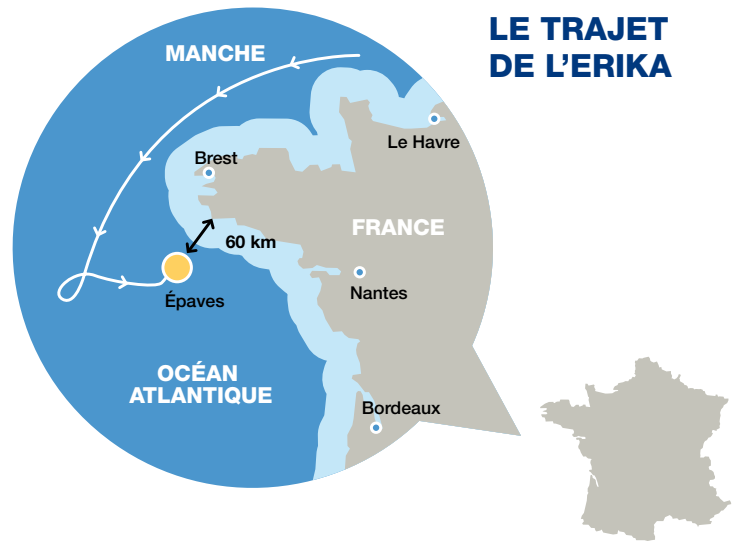 LE TRAJET
DE L'ERIKA
MANCHE
Le Havre
Brest
FRANCE
60 km
Nantes
Épaves
OCÉAN
ATLANTIQUE
Bordeaux